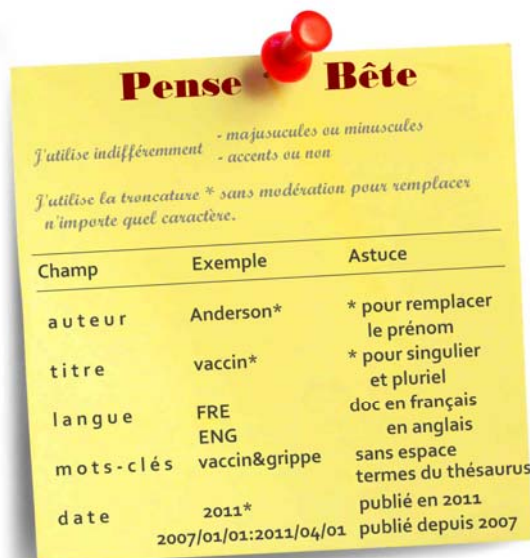 Pense Bête
J'utilise indifféremment - majusucules ou minuscules
- accents ou non
J'utilise la troncature * sans modération pour remplacer
n'importe quel caractère.
Champ Exemple Astuce
auteur Anderson* * pour remplacer
le prénom
titre vaccin* * pour singulier
et pluriel
langue FRE doc en français
ENG en anglais
mots-clés vaccin&grippe sans espace
termes du thésaurus
date 2011* publié en 2011
2007/01/01:2011/04/01 publié depuis 2007